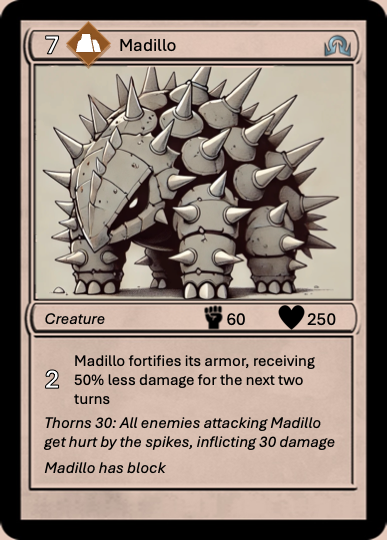 7 Madillo
Creature 60 250
Madillo fortifies its armor, receiving
2 50% less damage for the next two
turns
Thorns 30: All enemies attacking Madillo
get hurt by the spikes, inflicting 30 damage
Madillo has block